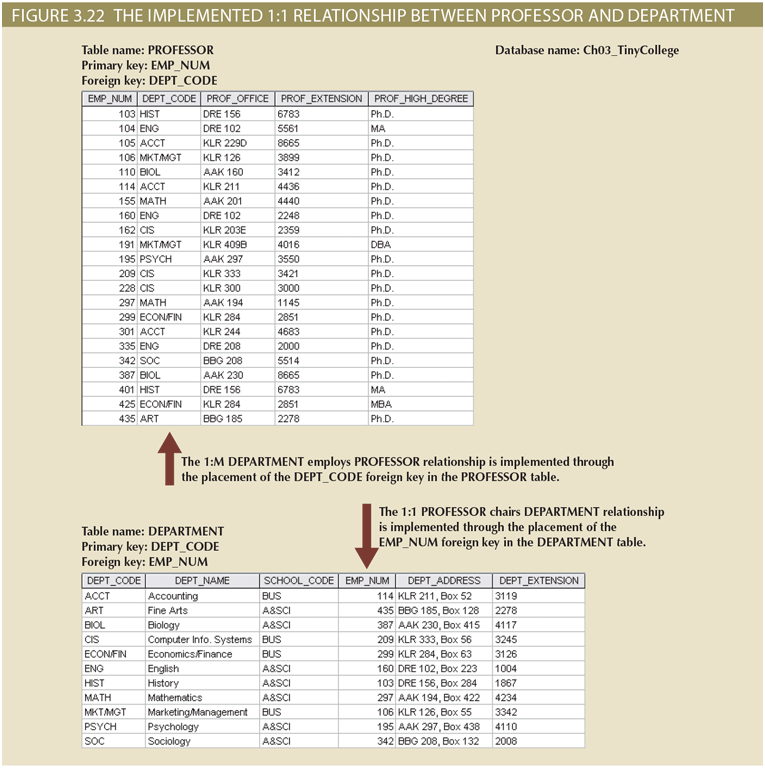 FIGURE 3.22 THE IMPLEMENTED 1:1 RELATIONSHIP BETWEEN PROFESSOR AND DEPARTMENT
Table name: PROFESSOR
Primary key: EMP_NUM
Foreign key: DEPT_CODE
Database name: Ch03_TinyCollege
EMP_NUM DEPT_CODE PROF_OFFICE PROF_EXTENSION PROF_HIGH_DEGREE
103 HIST DRE 156 6783 Ph.D.
104 ENG DRE 102 5561 MA
105 ACCT KLR 229D 8665 Ph.D.
106 MKT/MGT KLR 126 3899 Ph.D.
110 BIOL AAK 160 3412 Ph.D.
114 ACCT KLR 211 4436 Ph.D.
155 MATH AAK 201 4440 Ph.D.
160 ENG DRE 102 2248 Ph.D.
162 CIS KLR 203E 2359 Ph.D.
191 MKT/MGT KLR 409B 4016 DBA
195 PSYCH AAK 297 3550 Ph.D.
209 CIS KLR 333 3421 Ph.D.
228 CIS KLR 300 3000 Ph.D.
297 MATH AAK 194 1145 Ph.D.
299 ECON/FIN KLR 284 2851 Ph.D.
301 ACCT KLR 244 4683 Ph.D.
335 ENG DRE 208 2000 Ph.D.
342 SOC BBG 208 5514 Ph.D.
387 BIOL AAK 230 8665 Ph.D.
401 HIST DRE 156 6783 MA
425 ECON/FIN KLR 284 2851 MBA
435 ART BBG 185 2278 Ph.D.
The 1:M DEPARTMENT employs PROFESSOR relationship is implemented through
the placement of the DEPT_CODE foreign key in the PROFESSOR table.
The 1:1 PROFESSOR chairs DEPARTMENT relationship
is implemented through the placement of the
EMP_NUM foreign key in the DEPARTMENT table.
Table name: DEPARTMENT
Primary key: DEPT_CODE
Foreign key: EMP_NUM
DEPT_CODE DEPT_NAME SCHOOL_CODE EMP_NUM DEPT_ADDRESS DEPT_EXTENSION
ACCT Accounting BUS 114 KLR 211, Box 52 3119
ART Fine Arts A&SCI 435 BBG 185, Box 128 2278
BIOL Biology A&SCI 387 AAK 230, Box 415 4117
CIS Computer Info. Systems BUS 209 KLR 333, Box 56 3245
ECON/FIN Economics/Finance BUS 299 KLR 284, Box 63 3126
ENG English A&SCI 160 DRE 102, Box 223 1004
HIST History A&SCI 103 DRE 156, Box 284 1867
MATH Mathematics A&SCI 297 AAK 194, Box 422 4234
MKT/MGT Marketing/Management BUS 106 KLR 126, Box 55 3342
PSYCH Psychology A&SCI 195 AAK 297, Box 438 4110
SOC Sociology A&SCI 342 BBG 208, Box 132 2008